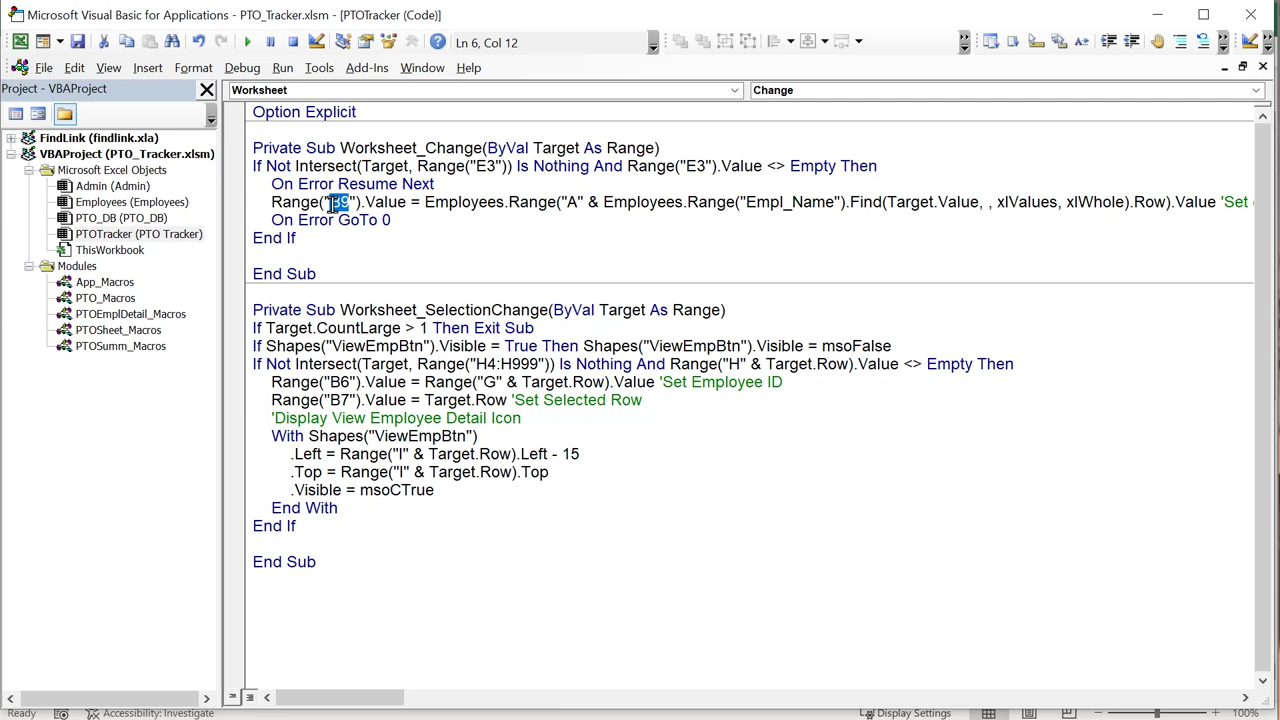 Microsoft Visual Basic for Applications - PTO_Tracker.xlsm - [PTOTracker (Code)]
Ln 6, Col 12
File Edit View Insert Format Debug Run Tools Add-Ins Window Help
Project - VBAProject
Worksheet
Change
FindLink (findlink.xla)
VBAProject (PTO_Tracker.xlsm)
Microsoft Excel Objects
Admin (Admin)
Employees (Employees)
PTO_DB (PTO_DB)
PTOTracker (PTO Tracker)
ThisWorkbook
Modules
App_Macros
PTO_Macros
PTOEmplDetail_Macros
PTOSheet_Macros
PTOSumm_Macros
Option Explicit
Private Sub Worksheet_Change(ByVal Target As Range)
If Not Intersect(Target, Range("E3")) Is Nothing And Range("E3").Value <> Empty Then
On Error Resume Next
Range("B9").Value = Employees.Range("A" & Employees.Range("Empl_Name").Find(Target.Value, , xlValues, xlWhole).Row).Value 'Set
On Error GoTo 0
End If
End Sub
Private Sub Worksheet_SelectionChange(ByVal Target As Range)
If Target.CountLarge > 1 Then Exit Sub
If Shapes("ViewEmpBtn").Visible = True Then Shapes("ViewEmpBtn").Visible = msoFalse
If Not Intersect(Target, Range("H4:H999")) Is Nothing And Range("H" & Target.Row).Value <> Empty Then
Range("B6").Value = Range("G" & Target.Row).Value 'Set Employee ID
Range("B7").Value = Target.Row 'Set Selected Row
'Display View Employee Detail Icon
With Shapes("ViewEmpBtn")
.Left = Range("I" & Target.Row).Left - 15
.Top = Range("I" & Target.Row).Top
.Visible = msoCTrue
End With
End If
End Sub
Ready
Accessibility: Investigate
Display Settings
100%